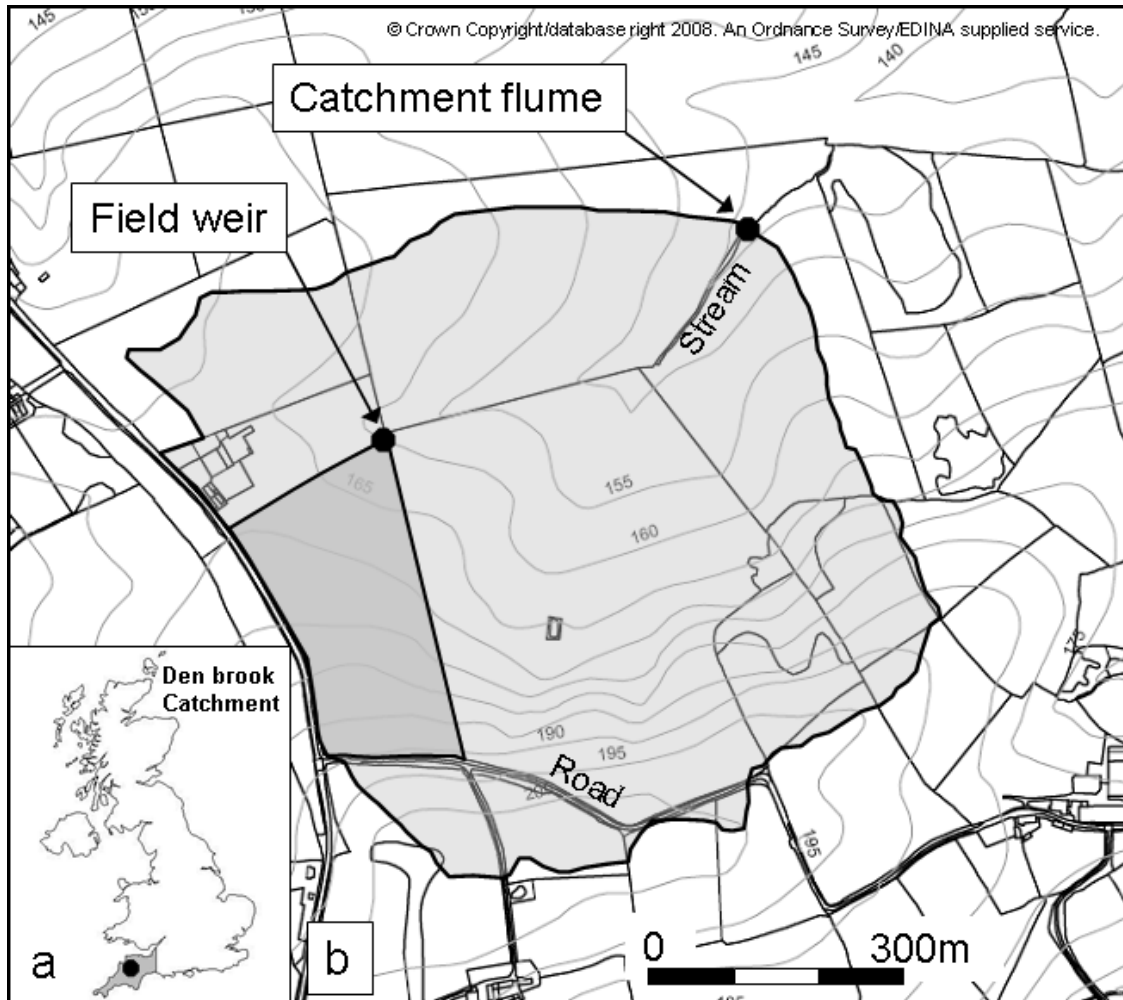 145
© Crown Copyright/database right 2008. An Ordnance Survey/EDINA supplied service.
145
140
Catchment flume
Field weir
Stream
165
155
160
175
Den brook
Catchment
190
195
Road
195
a
b
0
300m